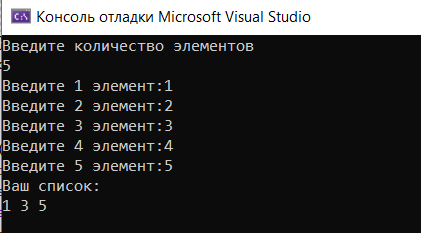 C:\ Консоль отладки Microsoft Visual Studio
Введите количество элементов
5
Введите 1 элемент:1
Введите 2 элемент:2
Введите 3 элемент:3
Введите 4 элемент:4
Введите 5 элемент:5
Ваш список:
1 3 5